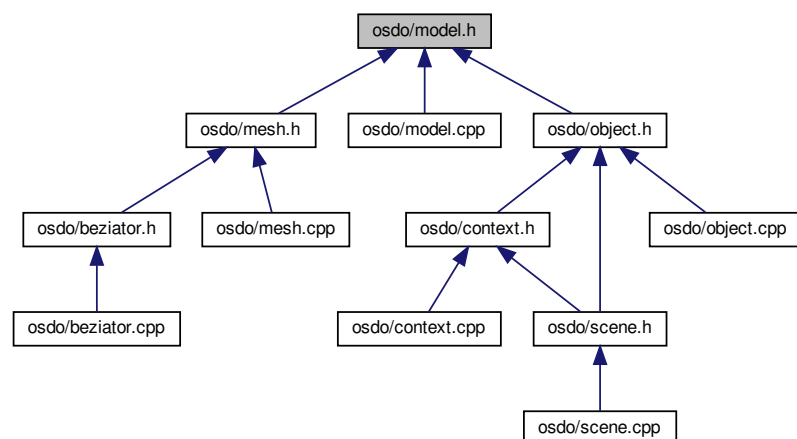 osdo/model.h
osdo/mesh.h
osdo/model.cpp
osdo/object.h
osdo/beziator.h
osdo/mesh.cpp
osdo/context.h
osdo/object.cpp
osdo/beziator.cpp
osdo/context.cpp
osdo/scene.h
osdo/scene.cpp